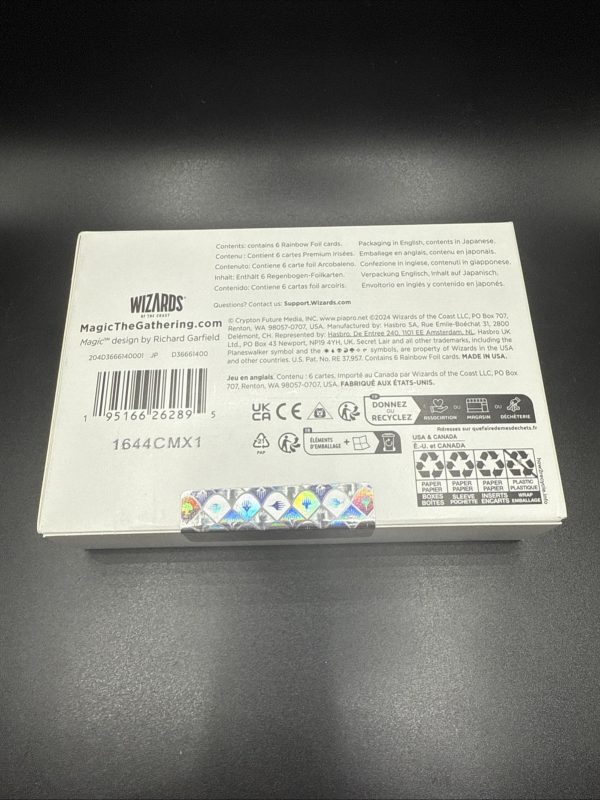 Contents: contains 6 Rainbow Foil cards.
Contenu : Contient 6 cartes Premium Irisées.
Contenuto: Contiene 6 carte foil Arcobaleno.
Inhalt: Enthält 6 Regenbogen-Foilkarten.
Contenido: Contiene 6 cartas foil arcoíris.
Packaging in English, contents in Japanese.
Emballage en anglais, contenu en japonais.
Confezione in inglese, contenuti in giapponese.
Verpackung Englisch, Inhalt auf Japanisch.
Envoltorio en inglés y contenido en japonés.
Questions? Contact us: Support.Wizards.com
WIZARDS
OF THE COAST
MagicTheGathering.com
Magic™ design by Richard Garfield
204D3666140001 JP D36661400
1 95166 26289 5
1644CMX1
© Crypton Future Media, INC. www.piapro.net ©2024 Wizards of the Coast LLC, PO Box 707,
Renton, WA 98057-0707, USA. Manufactured by: Hasbro SA, Rue Emile-Boéchat 31, 2800
Delémont, CH. Represented by: Hasbro, De Entree 240, 1101 EE Amsterdam, NL. Hasbro UK
Ltd., PO Box 43 Newport, NP19 4YH, UK. Secret Lair and all other trademarks, including the
Planeswalker symbol and the symbols, are property of Wizards in the USA
and other countries. U.S. Pat. No. RE 37,957. Contains 6 Rainbow Foil cards. MADE IN USA.
Jeu en anglais. Contenu : 6 cartes. Importé au Canada par Wizards of the Coast LLC, PO Box
707, Renton, WA 98057-0707, USA. FABRIQUÉ AUX ÉTATS-UNIS.
UK CA CE
FR
DONNEZ
OU
RECYCLEZ
ASSOCIATION OU MAGASIN OU DÉCHÈTERIE
Adresses sur quefairedemesdechets.fr
PAP
FR
ÉLÉMENTS
D'EMBALLAGE +
USA & CANADA
É.-U. et CANADA
PAPER
PAPIER
BOXES
BOÎTES
PAPER
PAPIER
SLEEVE
POCHETTE
PAPER
PAPIER
INSERTS
ENCARTS
PLASTIC
PLASTIQUE
WRAP
EMBALLAGE
how2recycle.info